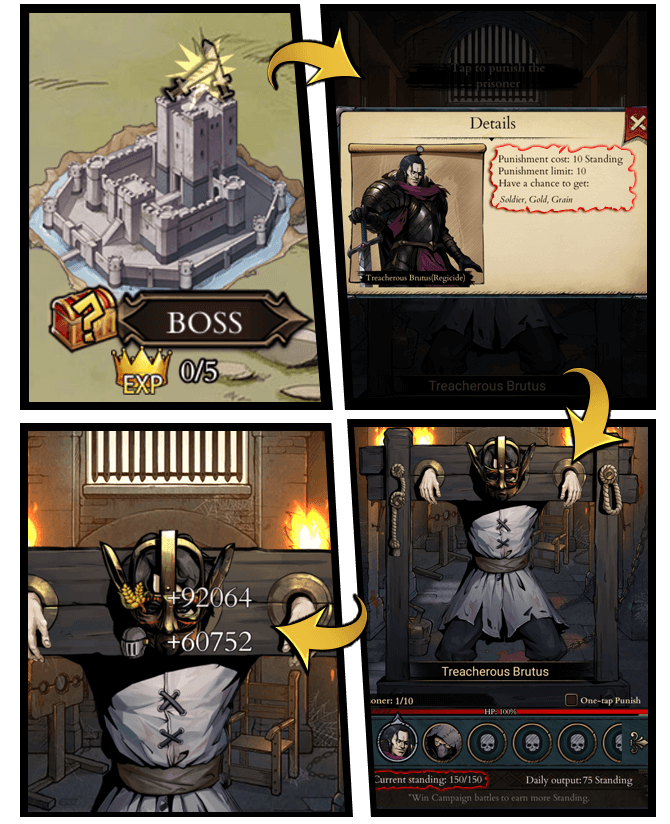 BOSS
EXP 0/5
Tap to punish the
prisoner
Details
Punishment cost: 10 Standing
Punishment limit: 10
Have a chance to get:
Soldier, Gold, Grain
Treacherous Brutus(Regicide)
Treacherous Brutus
Treacherous Brutus
oner: 1/10
One-tap Punish
HP: 100%
Current standing: 150/150
Daily output: 75 Standing
*Win Campaign battles to earn more Standing.
+92064
+60752